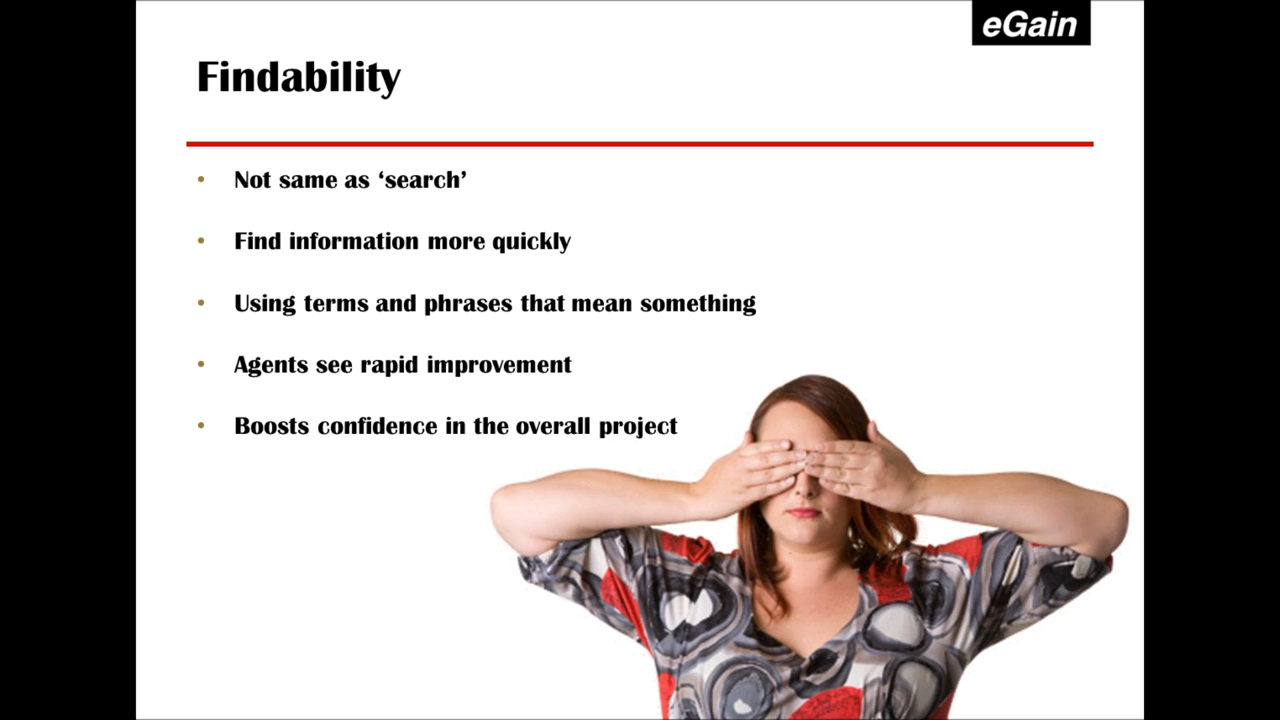 eGain
Findability
• Not same as ‘search’
• Find information more quickly
• Using terms and phrases that mean something
• Agents see rapid improvement
• Boosts confidence in the overall project